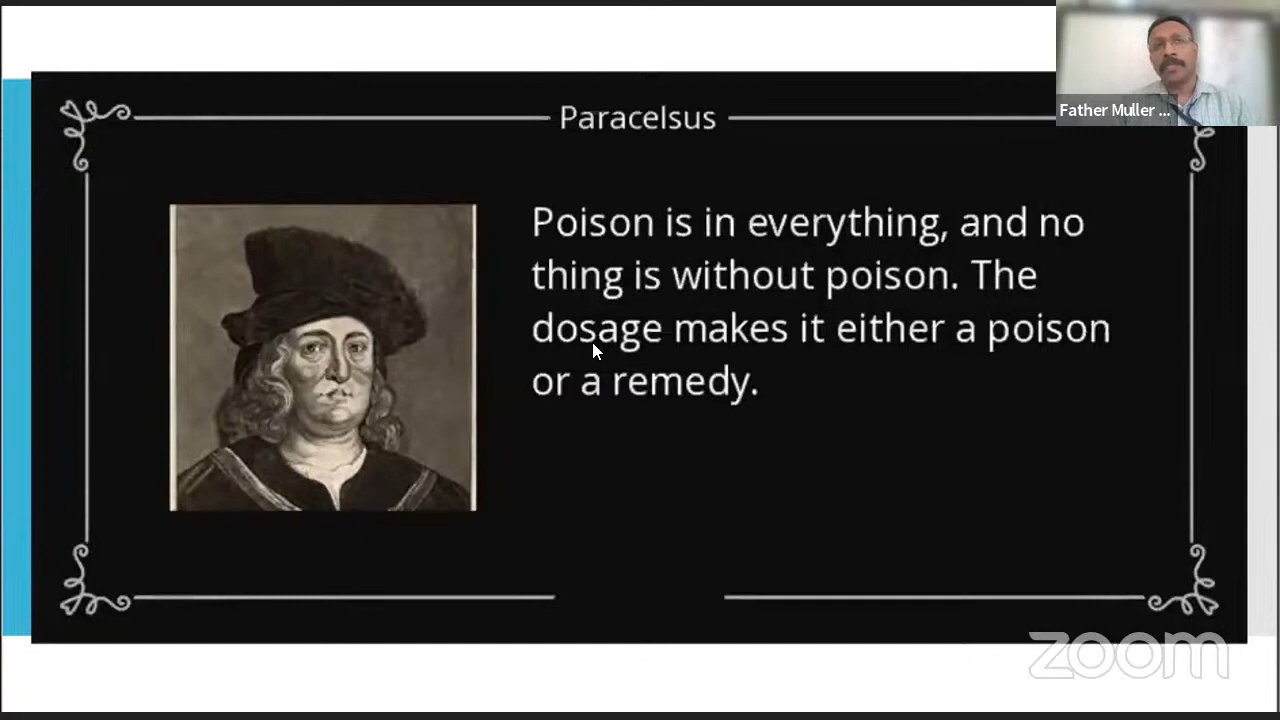 Paracelsus
Father Muller ...
Poison is in everything, and no
thing is without poison. The
dosage makes it either a poison
or a remedy.
zoom